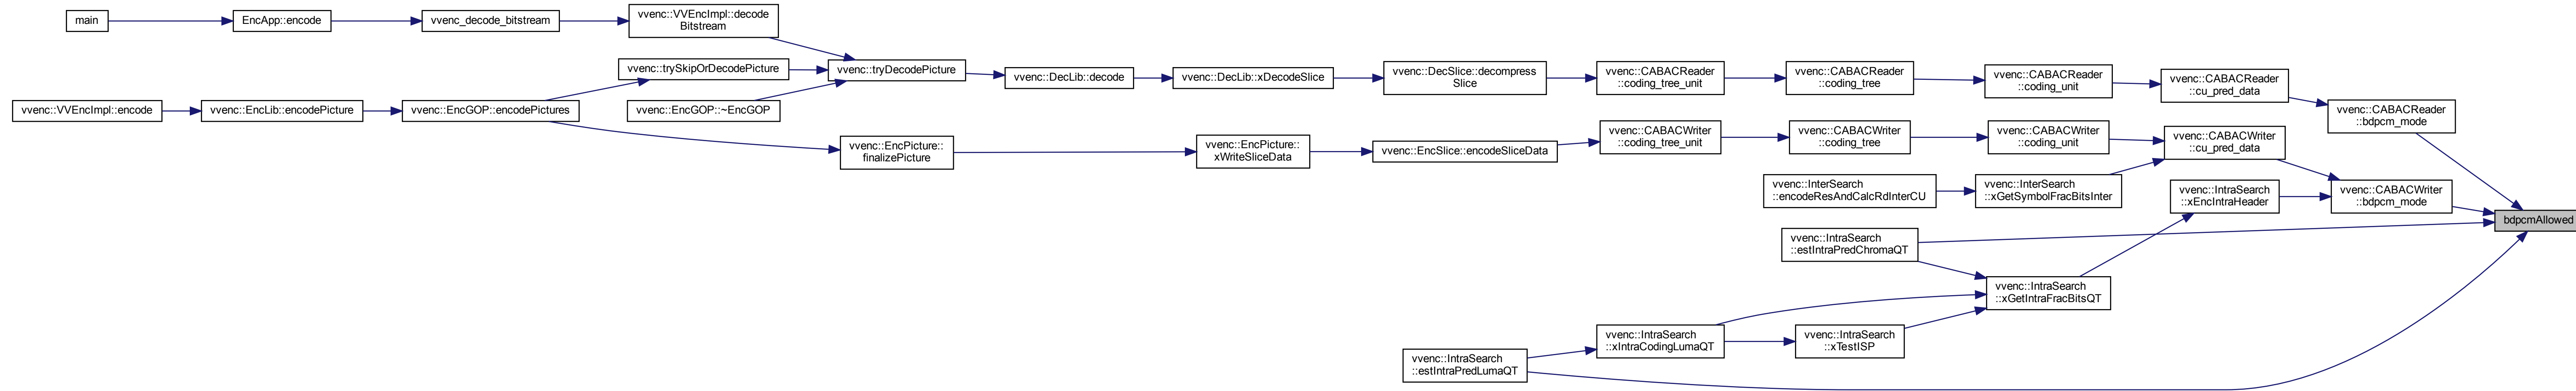 main
EncApp::encode
vvenc_decode_bitstream
vvenc::VVEncImpl::decode
Bitstream
vvenc::trySkipOrDecodePicture
vvenc::tryDecodePicture
vvenc::DecLib::decode
vvenc::DecLib::xDecodeSlice
vvenc::DecSlice::decompress
Slice
vvenc::CABACReader
::coding_tree_unit
vvenc::CABACReader
::coding_tree
vvenc::CABACReader
::coding_unit
vvenc::CABACReader
::cu_pred_data
vvenc::CABACReader
::bdpcm_mode
vvenc::VVEncImpl::encode
vvenc::EncLib::encodePicture
vvenc::EncGOP::encodePictures
vvenc::EncGOP::~EncGOP
vvenc::EncPicture::
finalizePicture
vvenc::EncPicture::
xWriteSliceData
vvenc::EncSlice::encodeSliceData
vvenc::CABACWriter
::coding_tree_unit
vvenc::CABACWriter
::coding_tree
vvenc::CABACWriter
::coding_unit
vvenc::CABACWriter
::cu_pred_data
vvenc::InterSearch
::encodeResAndCalcRdInterCU
vvenc::InterSearch
::xGetSymbolFracBitsInter
vvenc::IntraSearch
::xEncIntraHeader
vvenc::CABACWriter
::bdpcm_mode
bdpcmAllowed
vvenc::IntraSearch
::estIntraPredChromaQT
vvenc::IntraSearch
::xGetIntraFracBitsQT
vvenc::IntraSearch
::xIntraCodingLumaQT
vvenc::IntraSearch
::xTestISP
vvenc::IntraSearch
::estIntraPredLumaQT